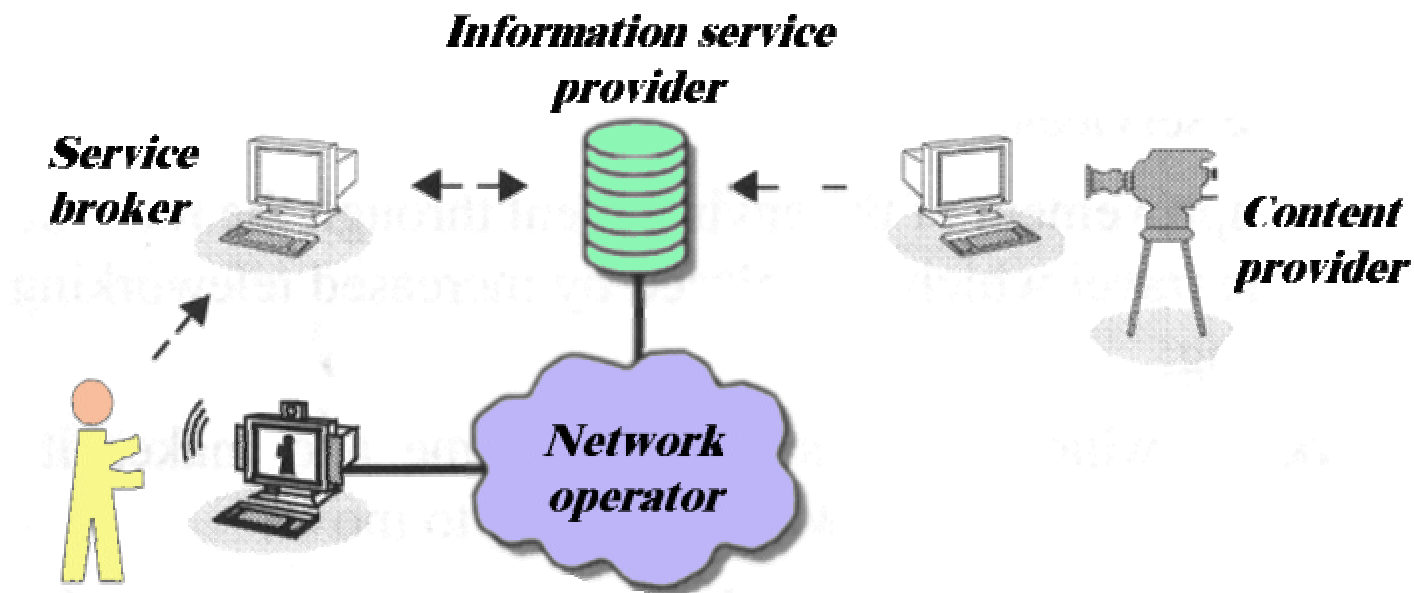 Information service
provider
Service
broker
Content
provider
Network
operator